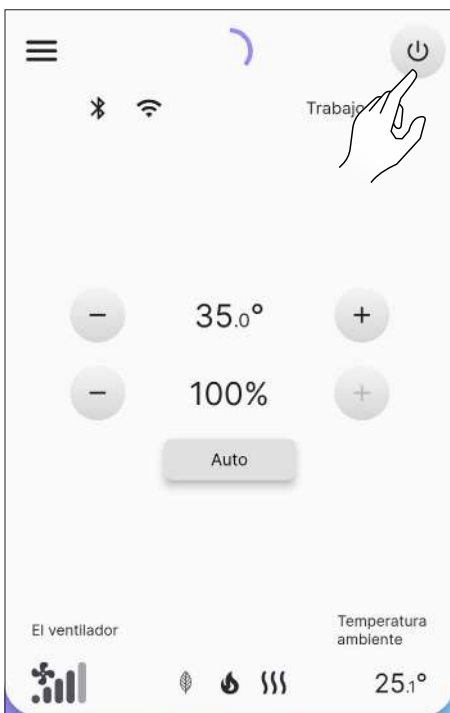 Trabajo
35.0°
100%
Auto
El ventilador
Temperatura
ambiente
25.1°